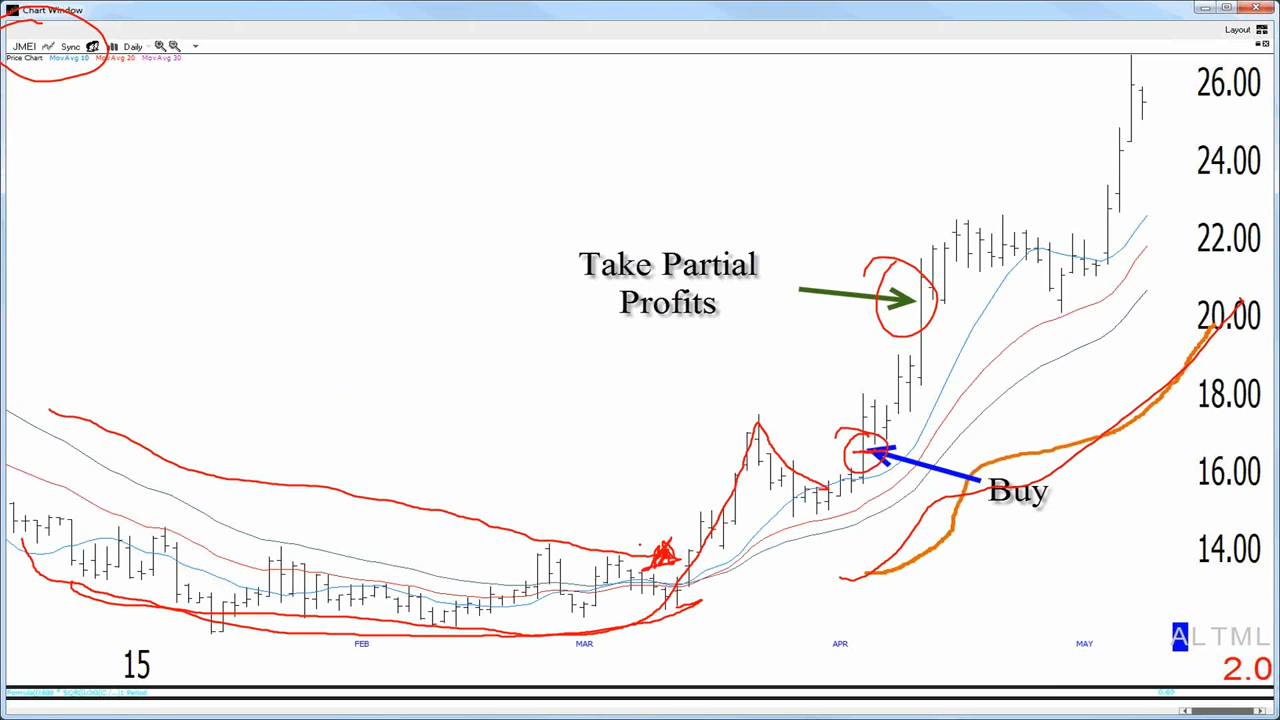 Chart Window
Layout
JMEI Sync Daily
Price Chart MovAvg 10 MovAvg 20 MovAvg 30
26.00
24.00
22.00
Take Partial
Profits
20.00
18.00
16.00
Buy
14.00
FEB MAR APR MAY
ALTML
15
2.0